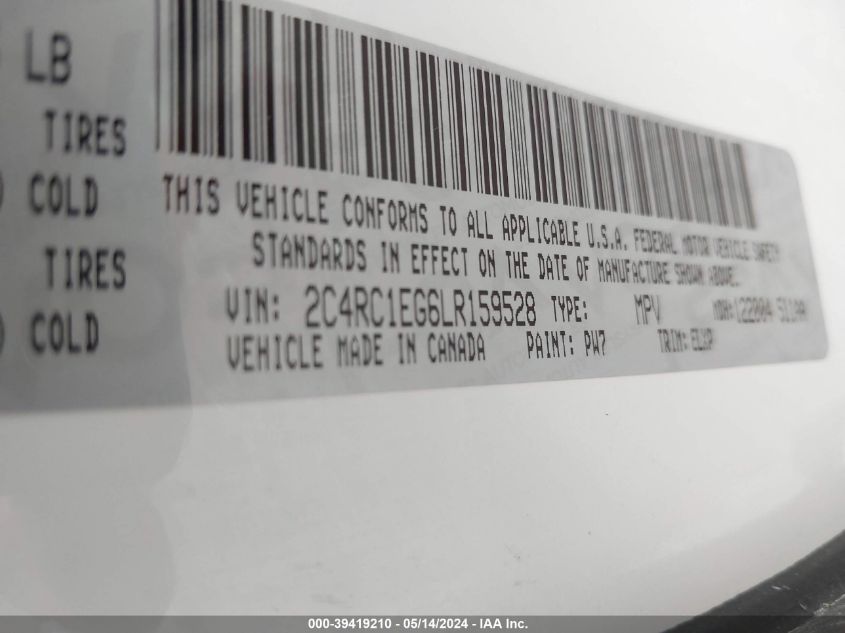 LB
TIRES
COLD
TIRES
COLD
THIS VEHICLE CONFORMS TO ALL APPLICABLE U.S.A. FEDERAL MOTOR VEHICLE SAFETY
STANDARDS IN EFFECT ON THE DATE OF MANUFACTURE SHOWN ABOVE.
VIN: 2C4RC1EG6LR159528 TYPE: MPV MDH:
VEHICLE MADE IN CANADA PAINT: PW7 TRIM:
000-39419210 - 05/14/2024 - IAA Inc.